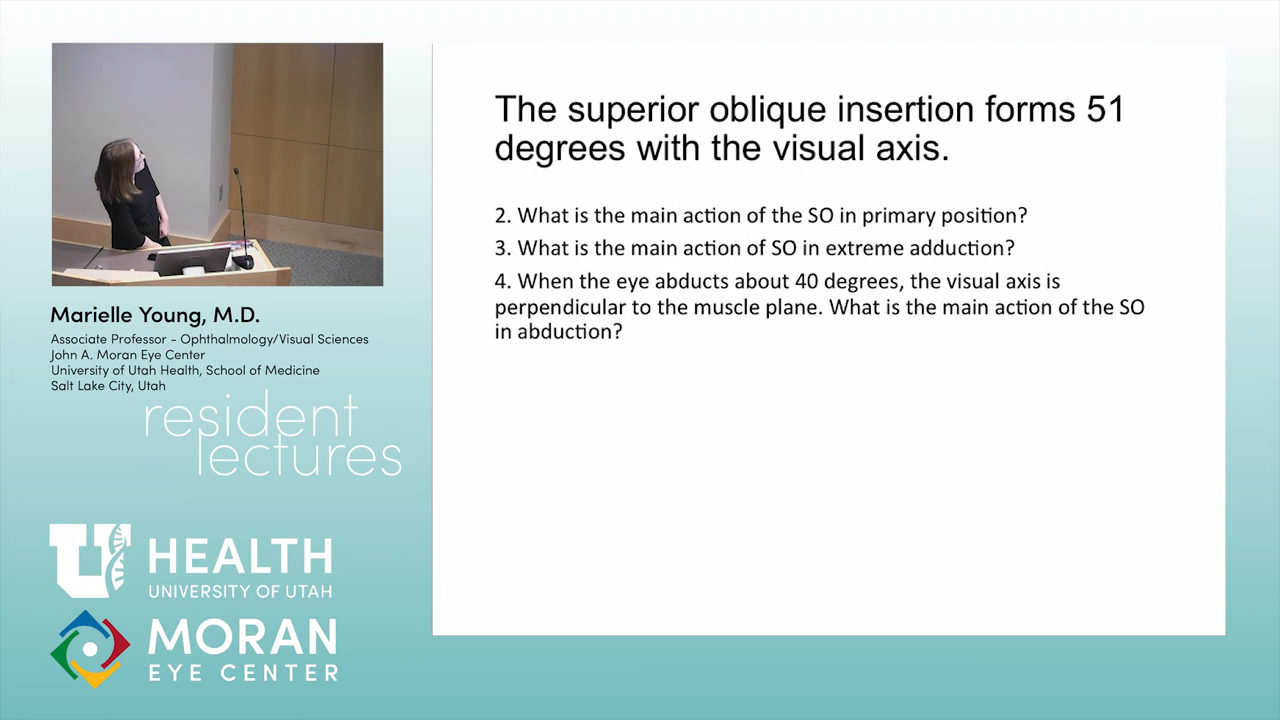 The superior oblique insertion forms 51
degrees with the visual axis.
2. What is the main action of the SO in primary position?
3. What is the main action of SO in extreme adduction?
4. When the eye abducts about 40 degrees, the visual axis is
perpendicular to the muscle plane. What is the main action of the SO
in abduction?
Marielle Young, M.D.
Associate Professor - Ophthalmology/Visual Sciences
John A. Moran Eye Center
University of Utah Health, School of Medicine
Salt Lake City, Utah
resident
lectures
U HEALTH
UNIVERSITY OF UTAH
MORAN
EYE CENTER